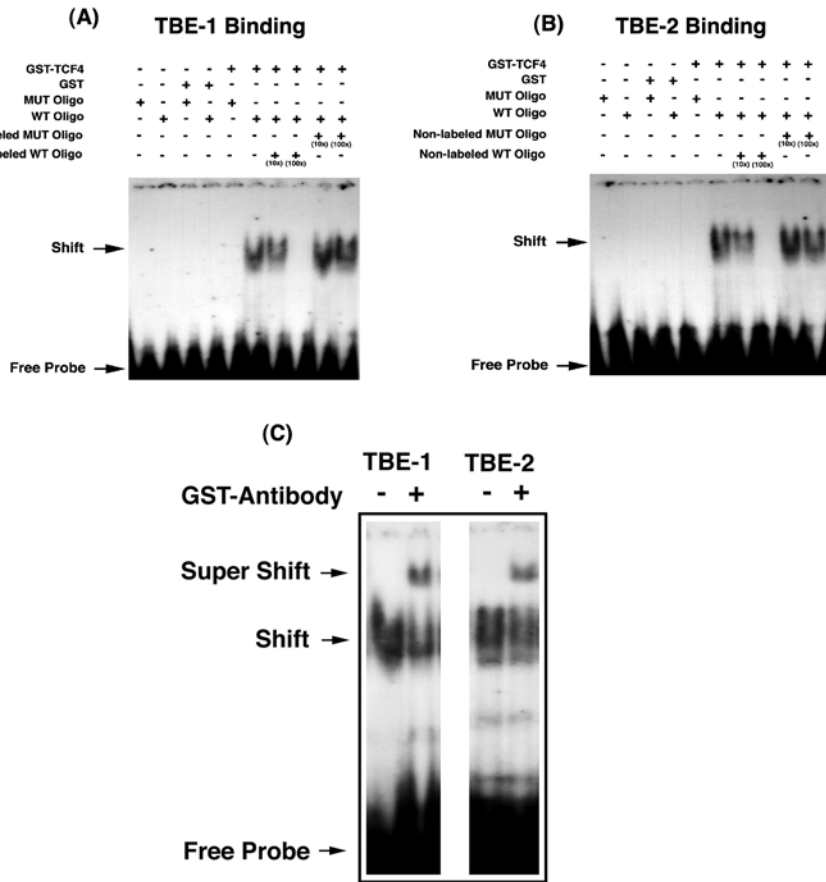 (A)
TBE-1 Binding
GST-TCF4 - - - - + + + + + +
GST - - + + - - - - - -
MUT Oligo + - + - + - - - - -
WT Oligo - + - + - + + + + +
eled MUT Oligo - - - - - - - - + +
(10x) (100x)
eled WT Oligo - - - - - - + + - -
(10x) (100x)
Shift
Free Probe
(B)
TBE-2 Binding
GST-TCF4 - - - - + + + + + +
GST - - + + - - - - - -
MUT Oligo + - + - + - - - - -
WT Oligo - + - + - + + + + +
Non-labeled MUT Oligo - - - - - - - - + +
(10x) (100x)
Non-labeled WT Oligo - - - - - - + + - -
(10x) (100x)
Shift
Free Probe
(C)
TBE-1 TBE-2
GST-Antibody - + - +
Super Shift
Shift
Free Probe